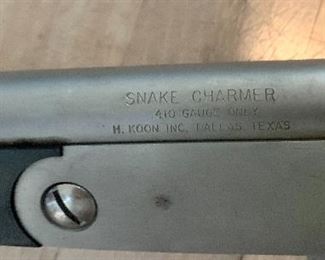 SNAKE CHARMER
410 GAUGE ONLY
H. KOON INC. DALLAS, TEXAS